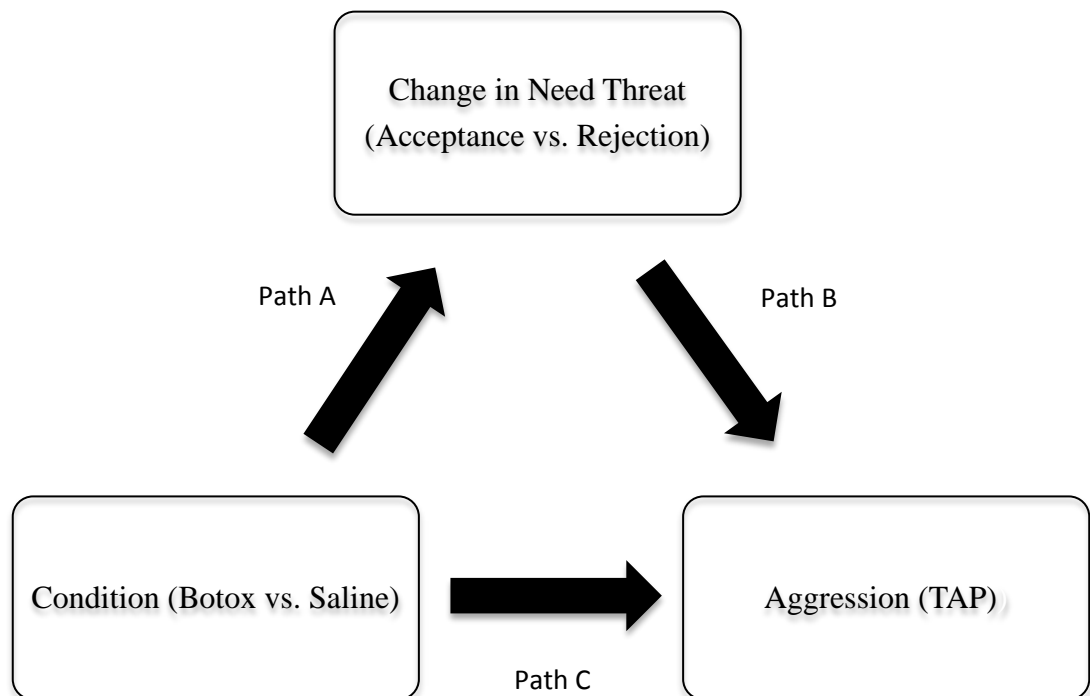 Change in Need Threat
(Acceptance vs. Rejection)
Path A
Path B
Condition (Botox vs. Saline)
Aggression (TAP)
Path C